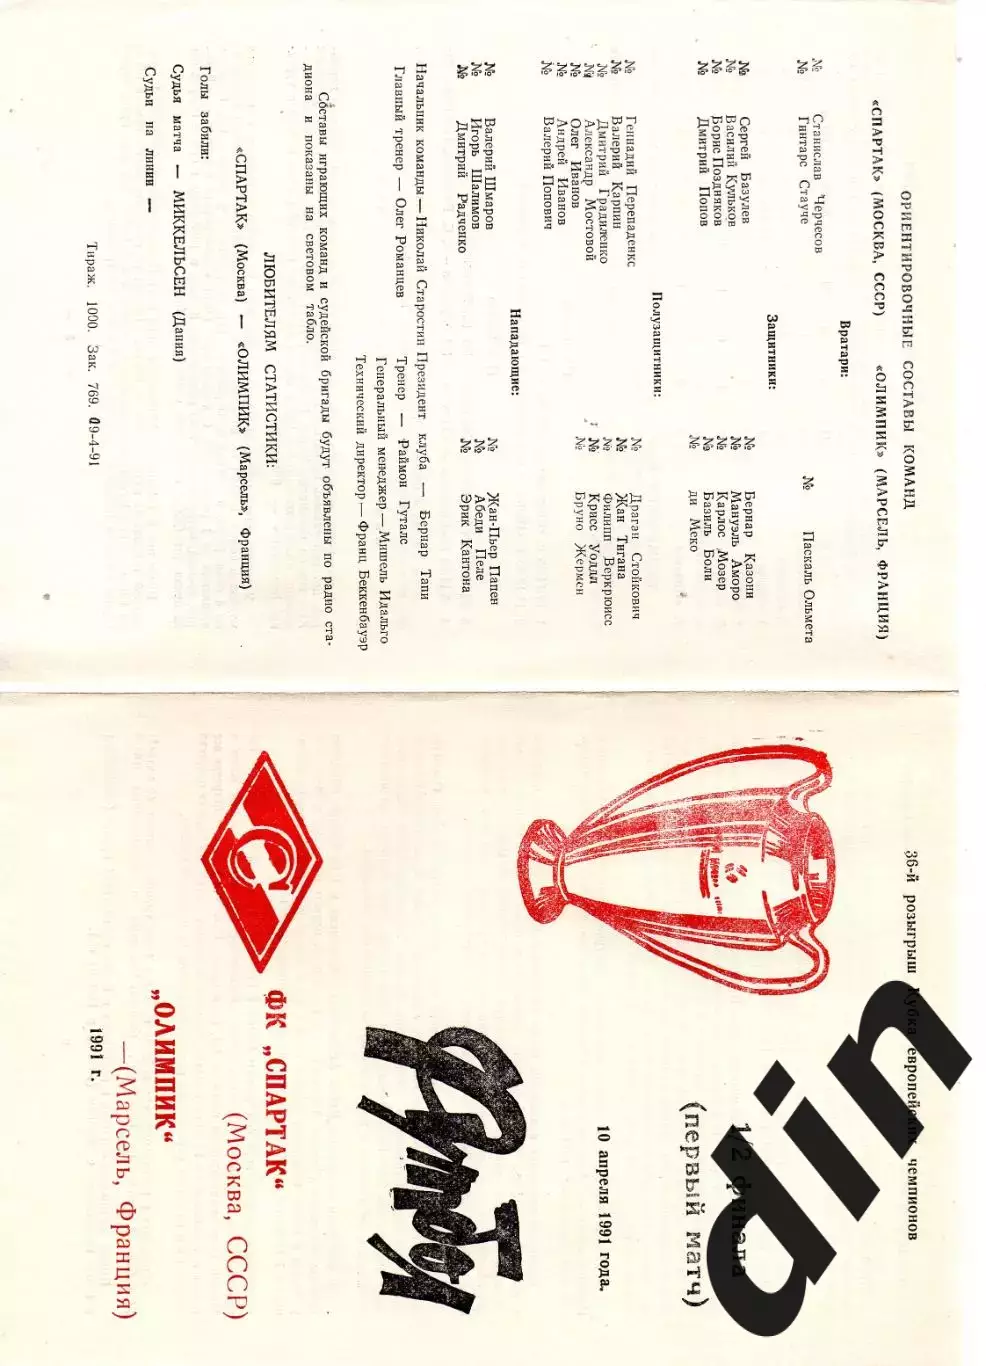 ОРИЕНТИРОВОЧНЫЕ СОСТАВЫ КОМАНД
«СПАРТАК» (МОСКВА, СССР) «ОЛИМПИК» (МАРСЕЛЬ, ФРАНЦИЯ)
Вратари:
№ Станислав Черчесов
№ Гинтарс Стауче
№ Паскаль Ольмета
Защитники:
№ Сергей Базулев
№ Василий Кульков
№ Борис Поздняков
№ Дмитрий Попов
№ Бернар Казони
№ Мануэль Аморо
№ Карлос Мозер
№ Базиль Боли
№ ди Меко
Полузащитники:
№ Геннадий Перепаденкс
№ Валерий Карпин
№ Дмитрий Градиленко
№ Александр Мостовой
№ Олег Иванов
№ Андрей Иванов
№ Валерий Попович
№ Драган Стойкович
№ Жан Тигана
№ Филипп Веркрюисс
№ Крисс Уоддл
№ Бруно Жермен
Нападающие:
№ Валерий Шмаров
№ Игорь Шалимов
№ Дмитрий Радченко
№ Жан-Пьер Папен
№ Абеди Пеле
№ Эрик Кантона
Начальник команды — Николай Старостин
Главный тренер — Олег Романцев
Президент клуба — Бернар Тапи
Тренер — Раймон Гуталс
Генеральный менеджер — Мишель Идальго
Технический директор — Франц Беккенбауэр
Составы играющих команд и судейской бригады будут объявлены по радио ста-
диона и показаны на световом табло.
ЛЮБИТЕЛЯМ СТАТИСТИКИ:
«СПАРТАК» (Москва) — «ОЛИМПИК» (Марсель, Франция)
Голы забили:
Судья матча — МИККЕЛЬСЕН (Дания)
Судьи на линии —
Тираж. 1000. Зак. 769. 09-4-91
36-й розыгрыш Кубка европейских чемпионов
1/2 финала
(первый матч)
10 апреля 1991 года.
Футбол
С
ФК „СПАРТАК“
(Москва, СССР)
„ОЛИМПИК“
—(Марсель, Франция)
1991 г.
din